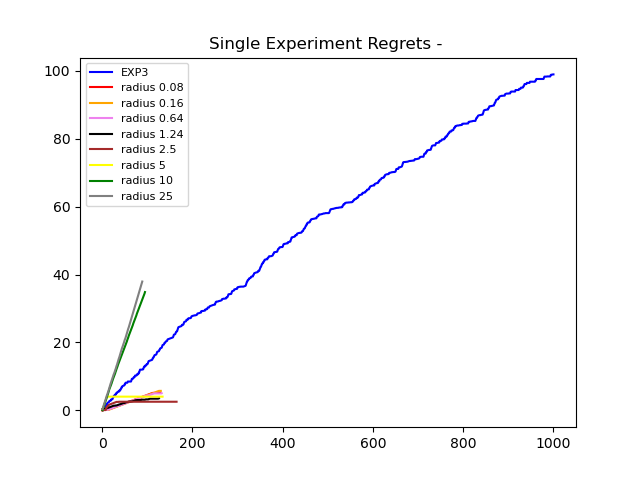 Single Experiment Regrets -
EXP3
radius 0.08
radius 0.16
radius 0.64
radius 1.24
radius 2.5
radius 5
radius 10
radius 25
100
80
60
40
20
0
0 200 400 600 800 1000